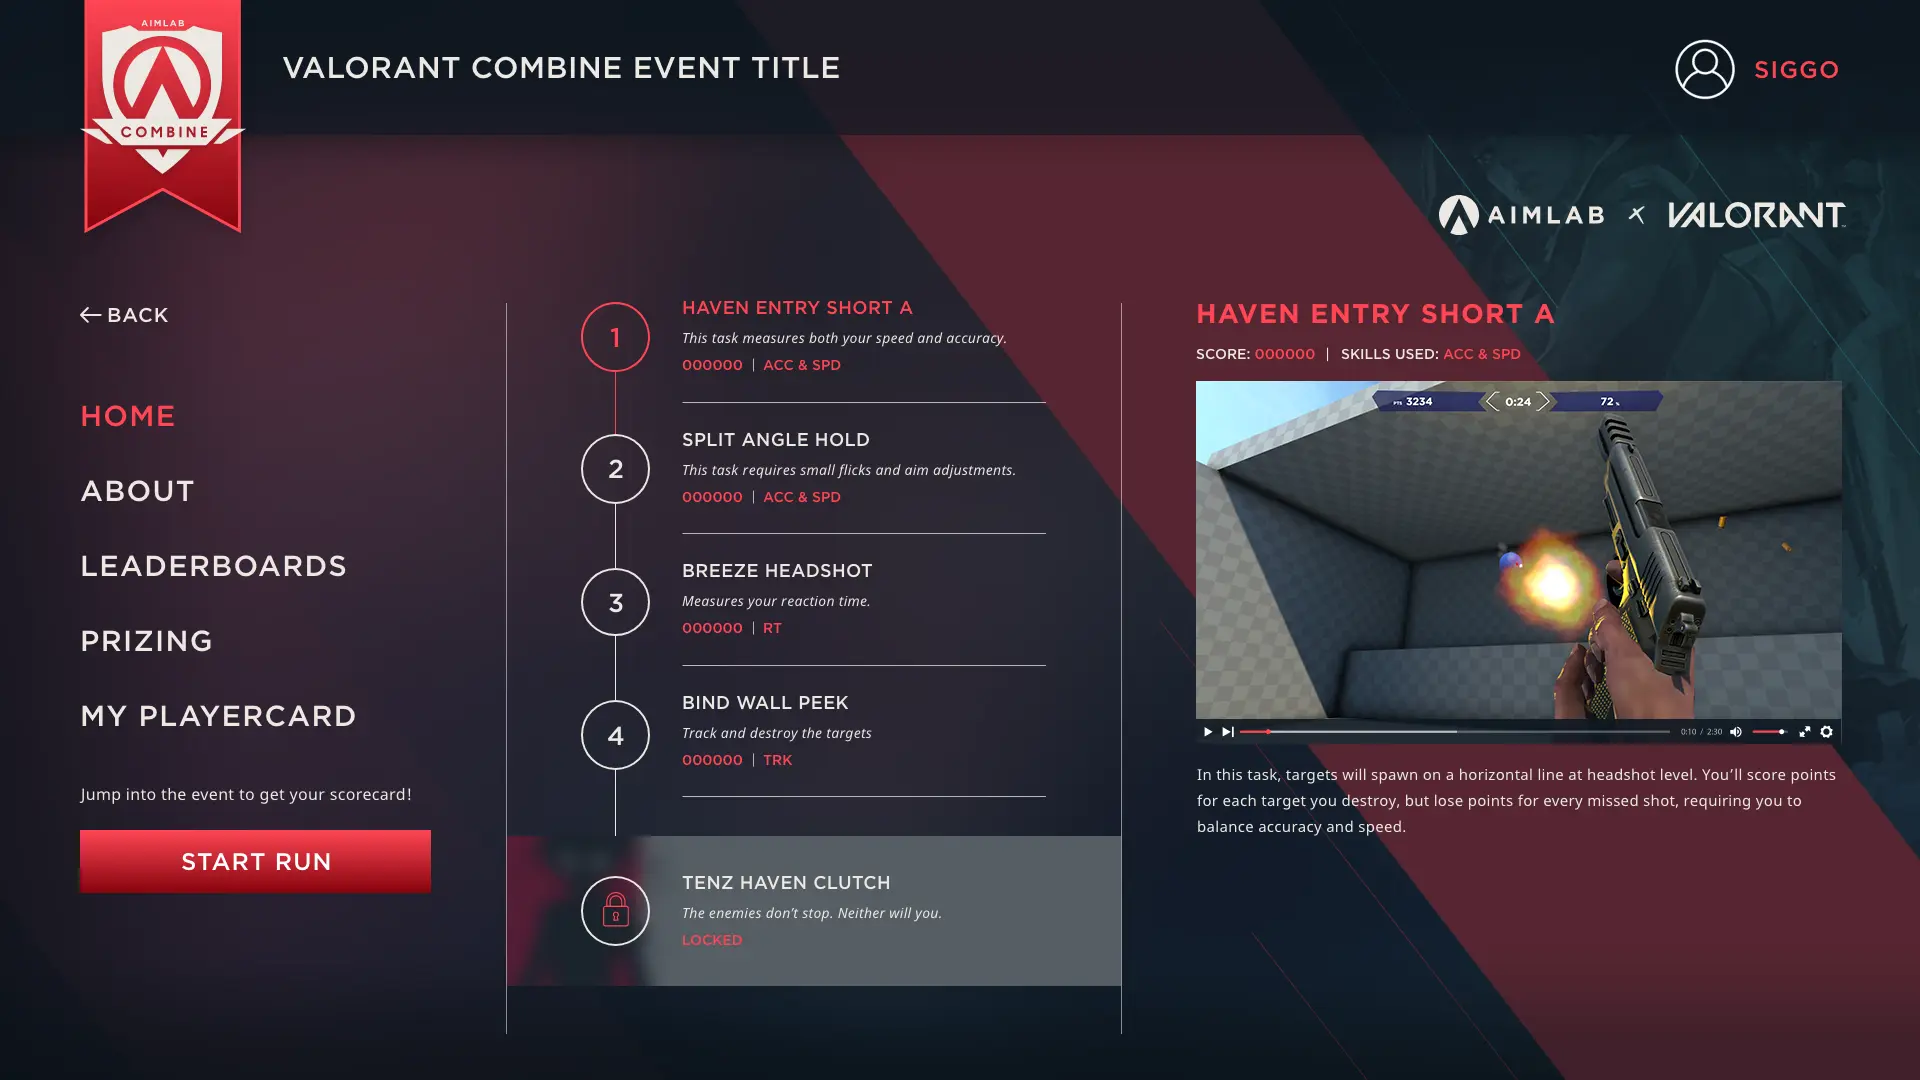 AIMLAB
COMBINE
VALORANT COMBINE EVENT TITLE
SIGGO
AIMLAB x VALORANT
BACK
HOME
ABOUT
LEADERBOARDS
PRIZING
MY PLAYERCARD
Jump into the event to get your scorecard!
START RUN
1
HAVEN ENTRY SHORT A
This task measures both your speed and accuracy.
000000 | ACC & SPD
2
SPLIT ANGLE HOLD
This task requires small flicks and aim adjustments.
000000 | ACC & SPD
3
BREEZE HEADSHOT
Measures your reaction time.
000000 | RT
4
BIND WALL PEEK
Track and destroy the targets
000000 | TRK
TENZ HAVEN CLUTCH
The enemies don’t stop. Neither will you.
LOCKED
HAVEN ENTRY SHORT A
SCORE: 000000 | SKILLS USED: ACC & SPD
PTS 3234 0:24 72 %
0:10 / 2:30
In this task, targets will spawn on a horizontal line at headshot level. You’ll score points
for each target you destroy, but lose points for every missed shot, requiring you to
balance accuracy and speed.